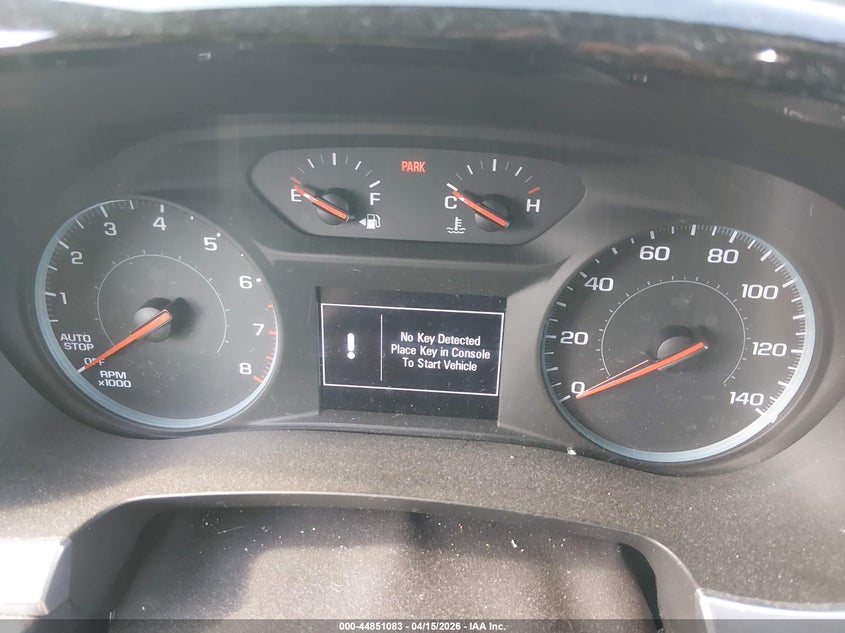 PARK
E F
C H
1 2 3 4 5 6 7 8
AUTO
STOP
OFF
RPM
x1000
!
No Key Detected
Place Key in Console
To Start Vehicle
0 20 40 60 80 100 120 140
000-44851083 - 04/15/2026 - IAA Inc.